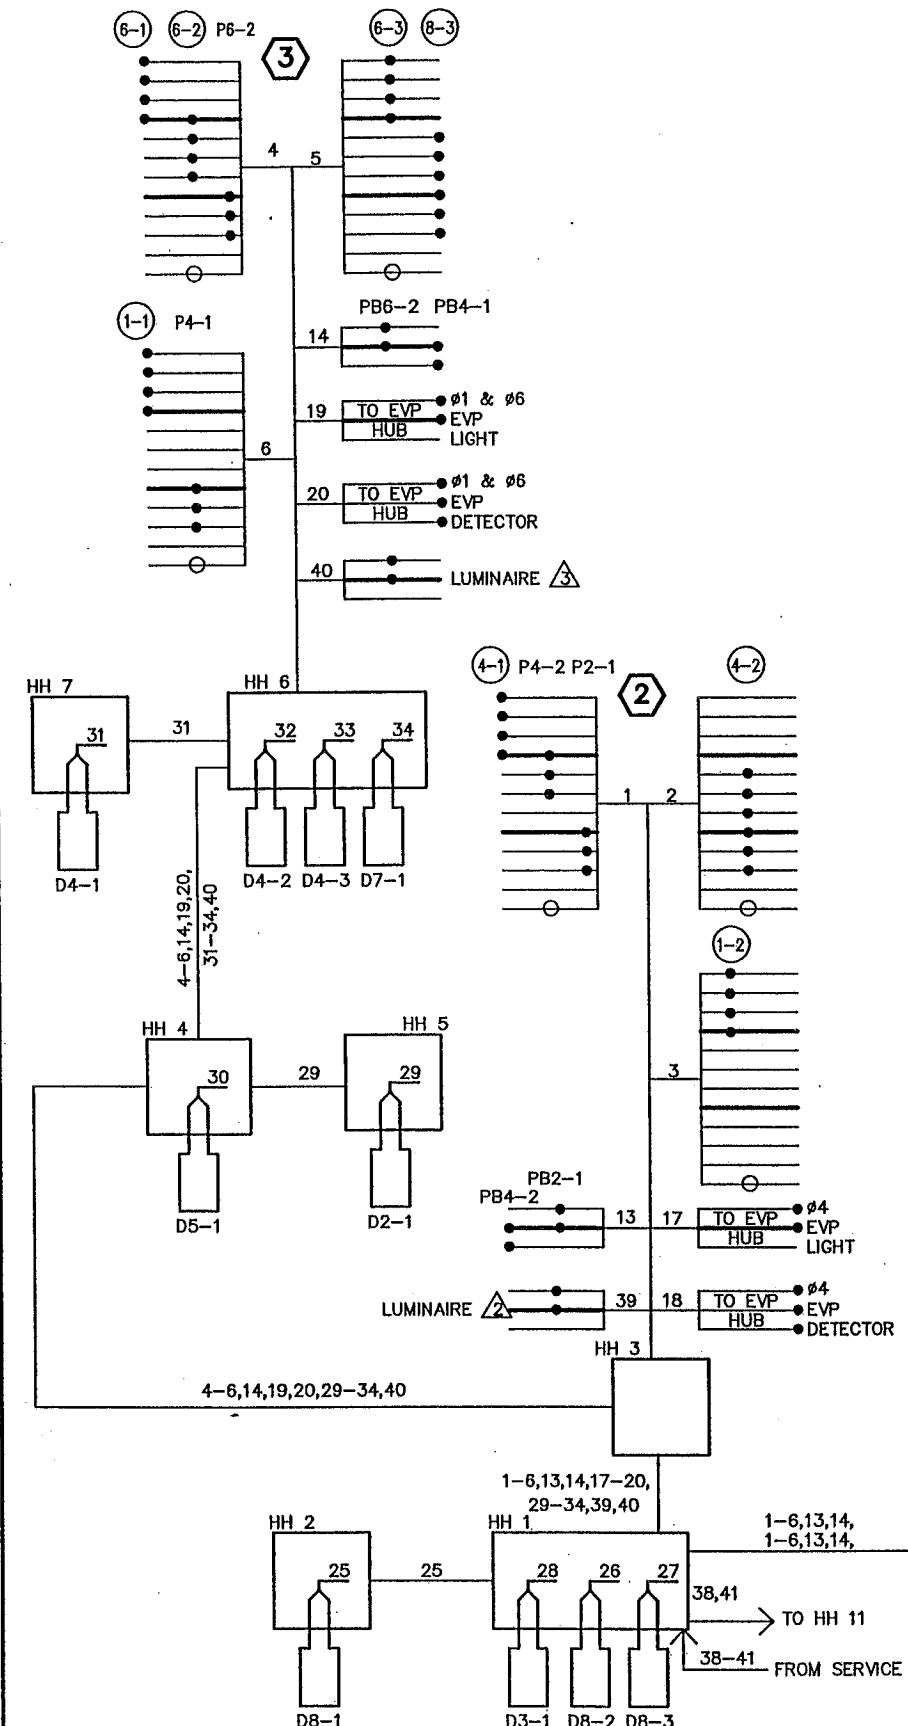 6-1 6-2 P6-2 3 6-3 8-3
4 5
PB6-2 PB4-1
1-1 P4-1
14
ø1 & ø6
19 TO EVP EVP
HUB LIGHT
6
ø1 & ø6
20 TO EVP EVP
HUB DETECTOR
40 LUMINAIRE 3
4-1 P4-2 P2-1 2 4-2
HH 7 HH 6
31 31 32 33 34
1 2
D4-1 D4-2 D4-3 D7-1
4-6,14,19,20,
31-34,40
1-2
HH 4 HH 5
30 29 29
3
D5-1 D2-1
PB2-1
PB4-2
13 17 TO EVP ø4
HUB EVP
LIGHT
LUMINAIRE 2 39 18 TO EVP ø4
HUB EVP
DETECTOR
HH 3
4-6,14,19,20,29-34,40
1-6,13,14,17-20,
29-34,39,40
HH 2 HH 1
1-6,13,14,
1-6,13,14,
25 25 28 26 27
38,41
TO HH 11
38-41
FROM SERVICE
D8-1 D3-1 D8-2 D8-3